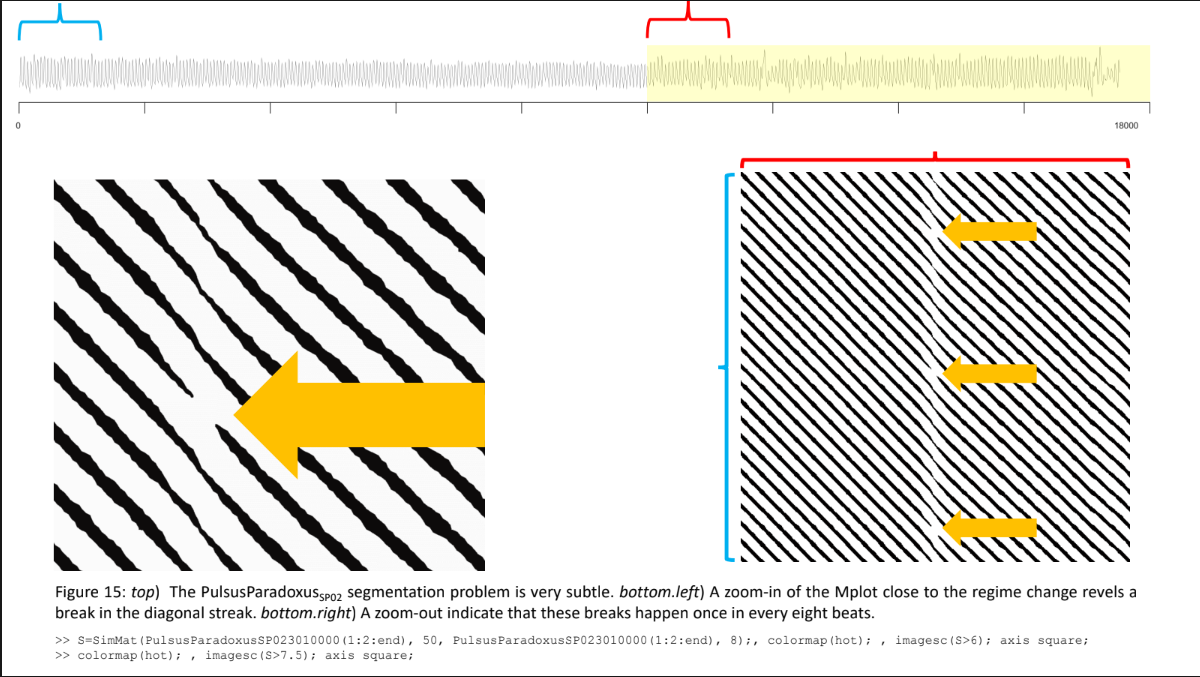 0
18000
Figure 15: top) The PulsusParadoxusSP02 segmentation problem is very subtle. bottom.left) A zoom-in of the Mplot close to the regime change revels a
break in the diagonal streak. bottom.right) A zoom-out indicate that these breaks happen once in every eight beats.
>> S=SimMat(PulsusParadoxusSP023010000(1:2:end), 50, PulsusParadoxusSP023010000(1:2:end), 8);, colormap(hot); , imagesc(S>6); axis square;
>> colormap(hot); , imagesc(S>7.5); axis square;